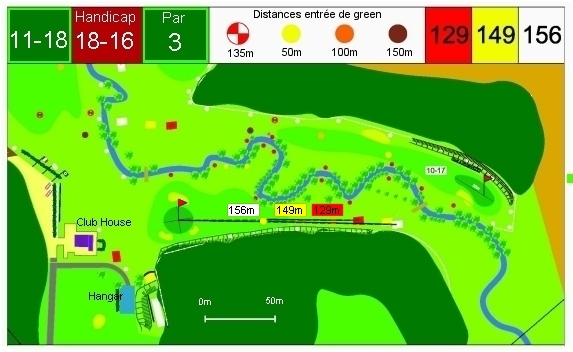 11-18
Handicap
18-16
Par
3
Distances entrée de green
135m
50m
100m
150m
129
149
156
10-17
156m
149m
129m
Club House
Hangar
0m
50m